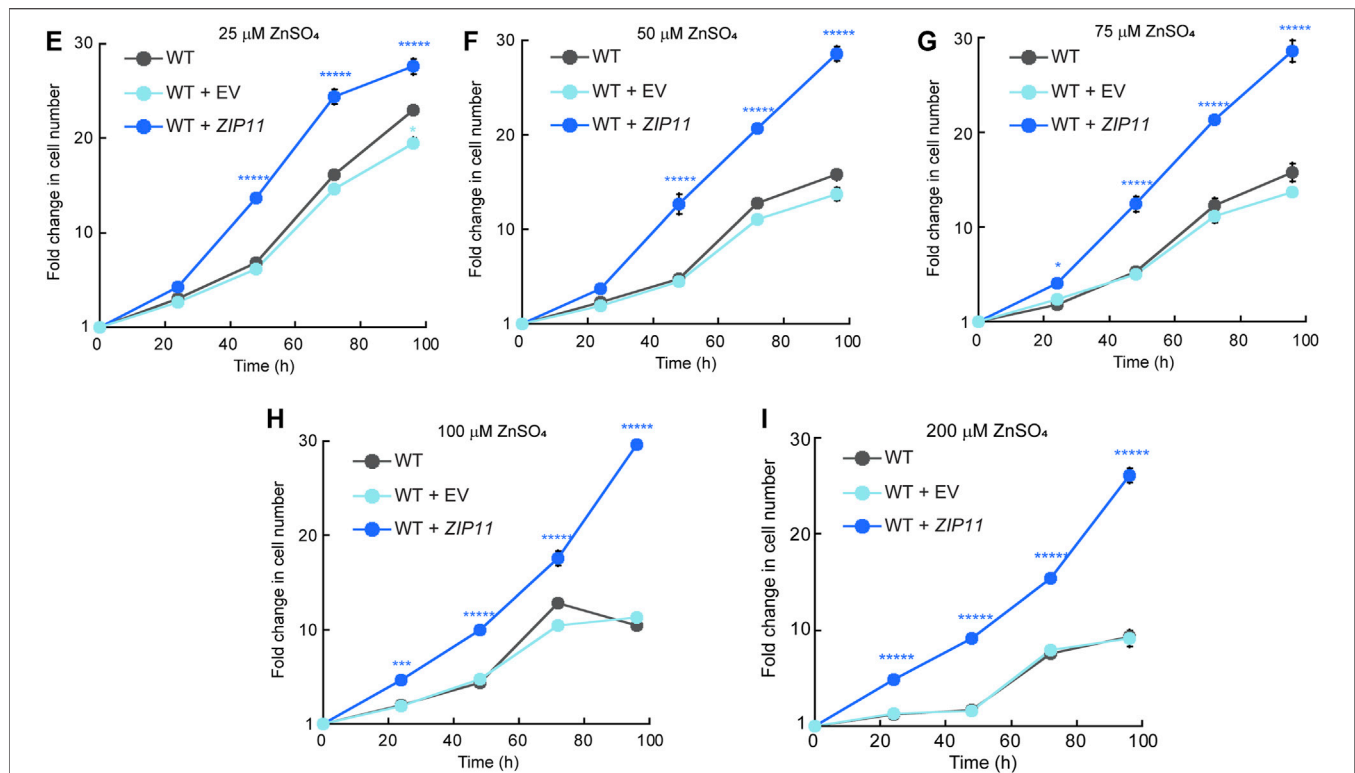 E
25 μM ZnSO₄
30
20
10
1
Fold change in cell number
WT
WT + EV
WT + ZIP11
*****
*****
*****
*
0 20 40 60 80 100
Time (h)
F
50 μM ZnSO₄
30
20
10
1
Fold change in cell number
WT
WT + EV
WT + ZIP11
*****
*****
*****
0 20 40 60 80 100
Time (h)
G
75 μM ZnSO₄
30
20
10
1
Fold change in cell number
WT
WT + EV
WT + ZIP11
*
*****
*****
*****
0 20 40 60 80 100
Time (h)
H
100 μM ZnSO₄
30
20
10
1
Fold change in cell number
WT
WT + EV
WT + ZIP11
***
*****
*****
*****
0 20 40 60 80 100
Time (h)
I
200 μM ZnSO₄
30
20
10
1
Fold change in cell number
WT
WT + EV
WT + ZIP11
*****
*****
*****
*****
0 20 40 60 80 100
Time (h)